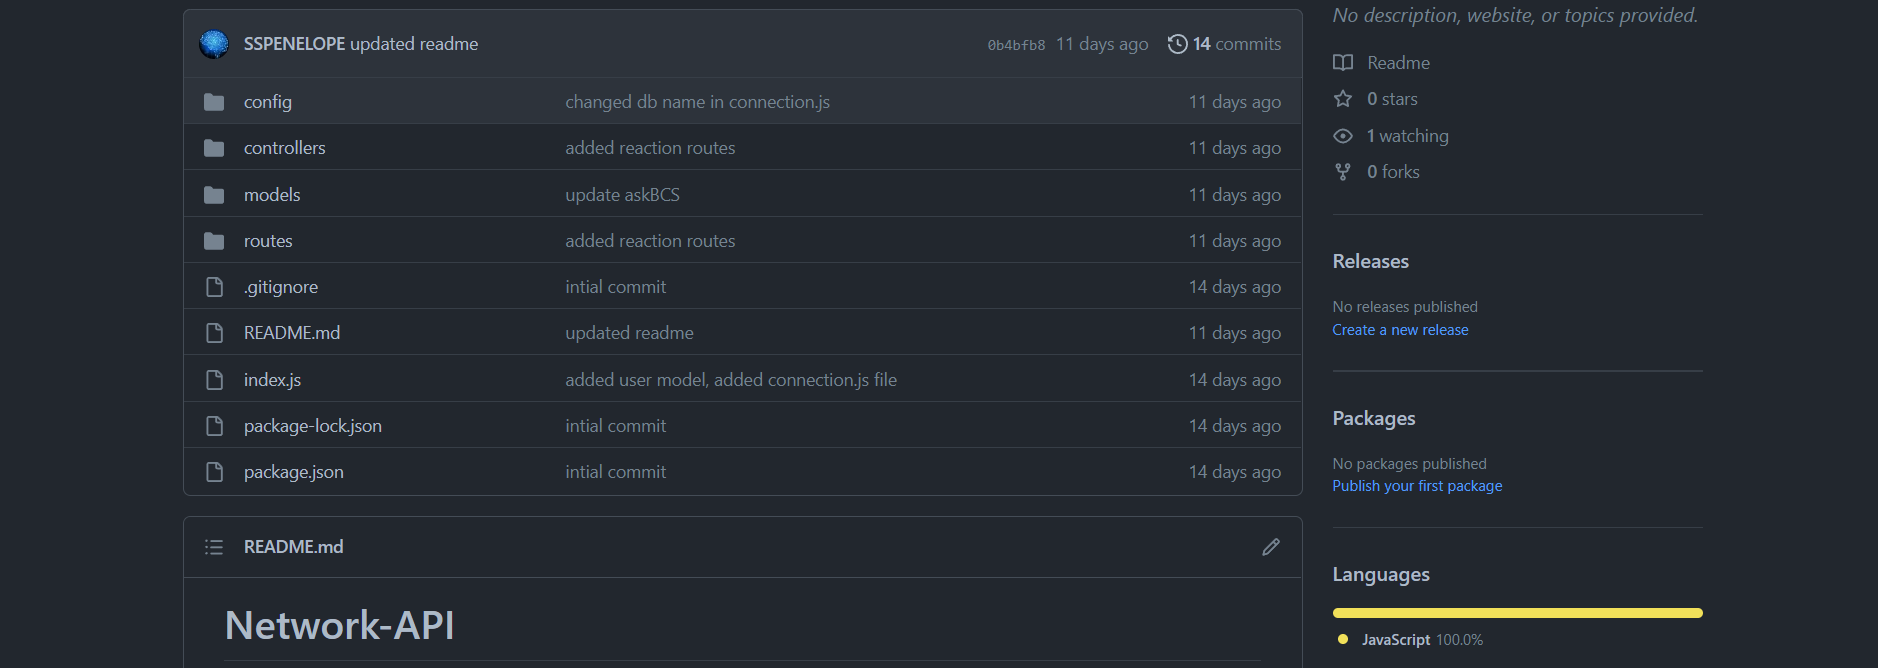 SSPENELOPE updated readme 0b4bfb8 11 days ago 14 commits
config changed db name in connection.js 11 days ago
controllers added reaction routes 11 days ago
models update askBCS 11 days ago
routes added reaction routes 11 days ago
.gitignore intial commit 14 days ago
README.md updated readme 11 days ago
index.js added user model, added connection.js file 14 days ago
package-lock.json intial commit 14 days ago
package.json intial commit 14 days ago
README.md
Network-API
No description, website, or topics provided.
Readme
0 stars
1 watching
0 forks
Releases
No releases published
Create a new release
Packages
No packages published
Publish your first package
Languages
JavaScript 100.0%